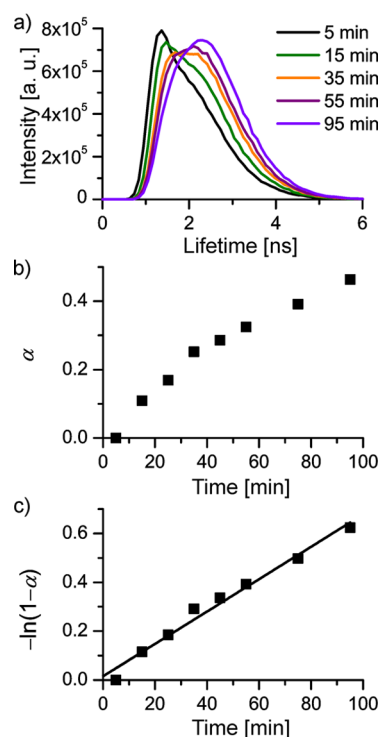 a)
8x10⁵
6x10⁵
4x10⁵
2x10⁵
0
Intensity [a. u.]
5 min
15 min
35 min
55 min
95 min
0 2 4 6
Lifetime [ns]
b)
0.4
0.2
0.0
α
0 20 40 60 80 100
Time [min]
c)
0.6
0.4
0.2
0.0
–ln(1–α)
0 20 40 60 80 100
Time [min]